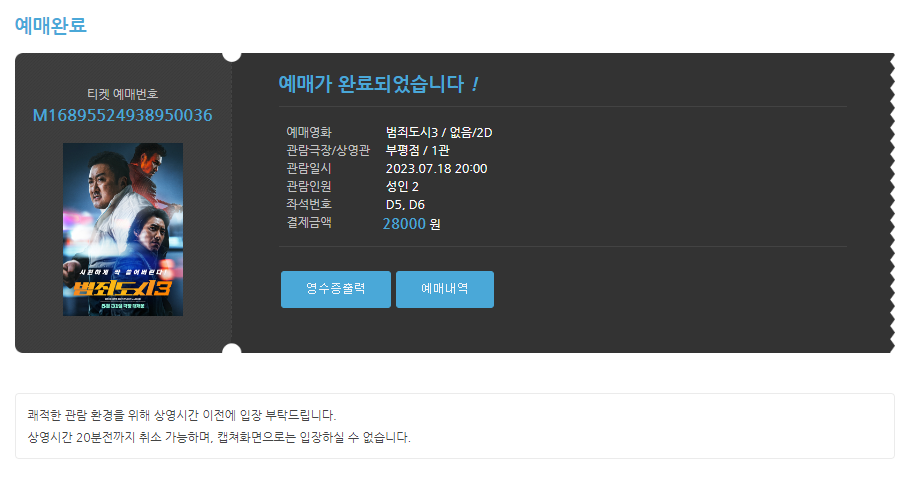 예매완료
티켓 예매번호
M16895524938950036
시원하게 싹 쓸어버린다!
범죄도시3
예매가 완료되었습니다 !
예매영화 범죄도시3 / 없음/2D
관람극장/상영관 부평점 / 1관
관람일시 2023.07.18 20:00
관람인원 성인 2
좌석번호 D5, D6
결제금액 28000 원
영수증출력 예매내역
쾌적한 관람 환경을 위해 상영시간 이전에 입장 부탁드립니다.
상영시간 20분전까지 취소 가능하며, 캡쳐화면으로는 입장하실 수 없습니다.